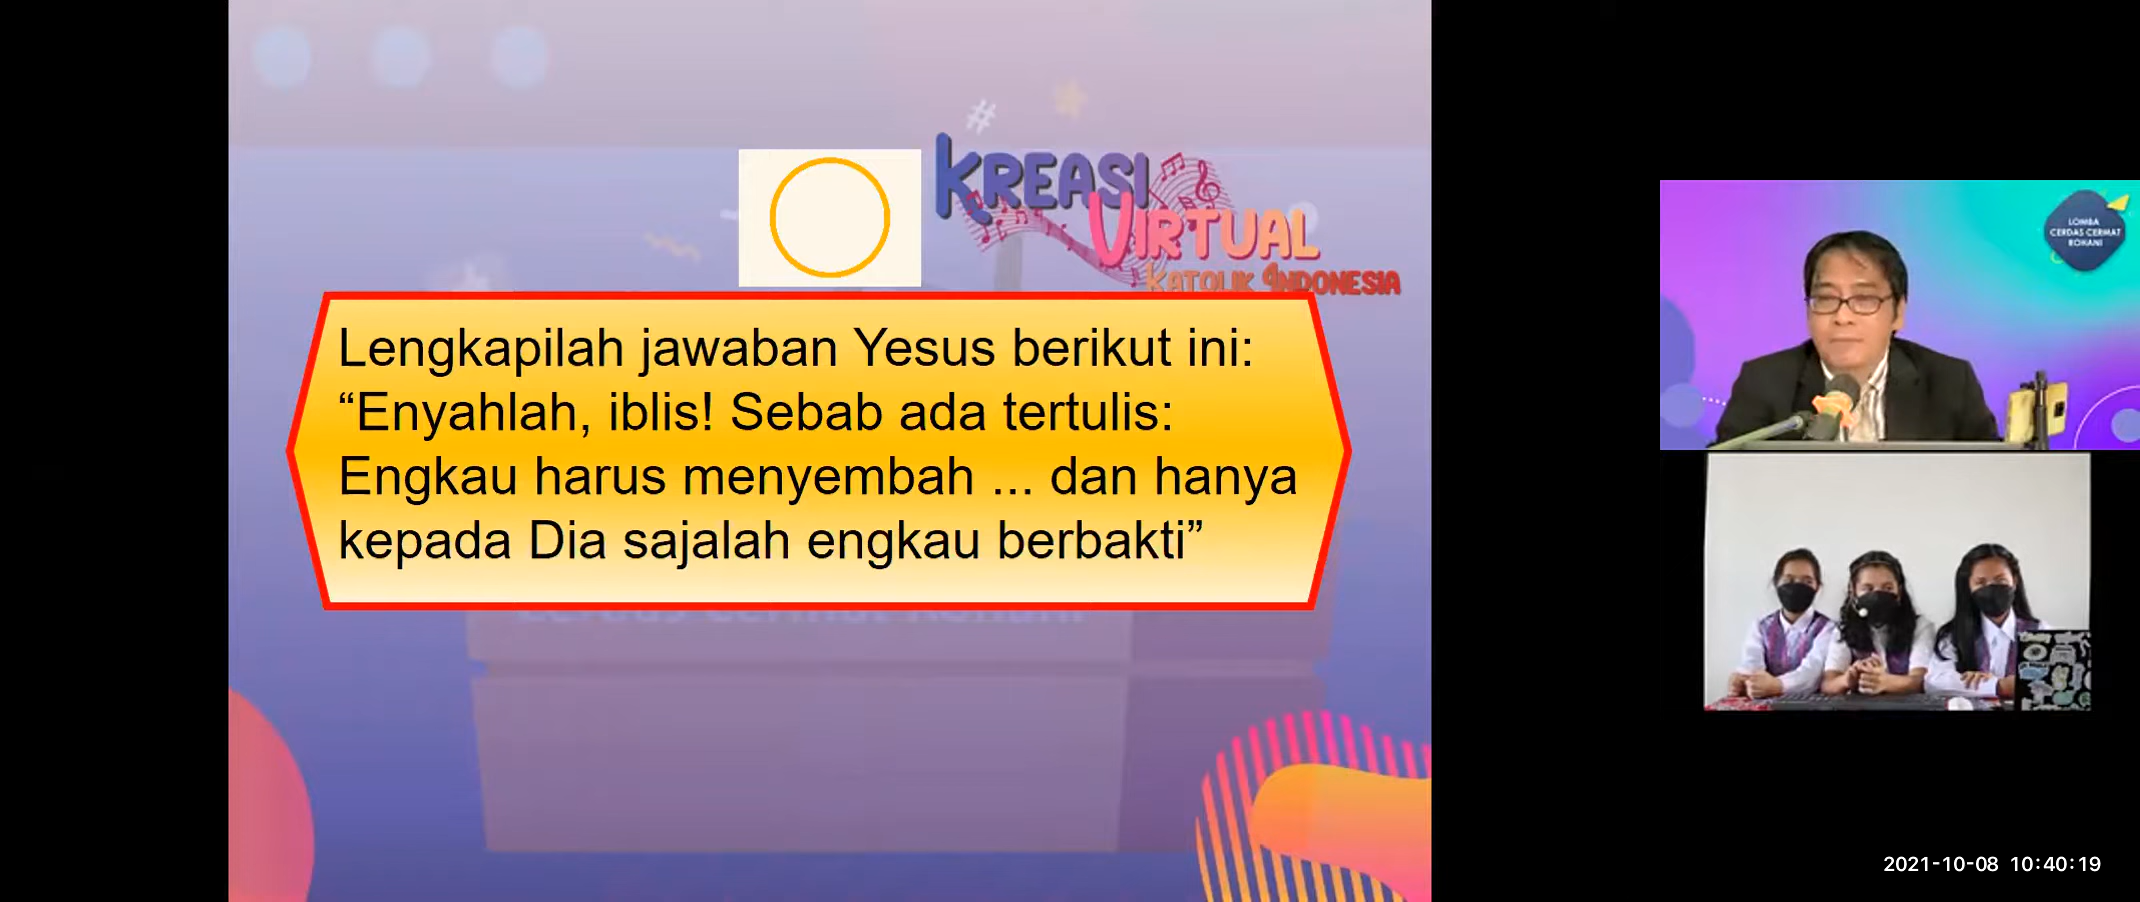 #
KREASI
VIRTUAL
KATOLIK INDONESIA
Lengkapilah jawaban Yesus berikut ini:
“Enyahlah, iblis! Sebab ada tertulis:
Engkau harus menyembah ... dan hanya
kepada Dia sajalah engkau berbakti”
LOMBA
CERDAS CERMAT
ROHANI
2021-10-08 10:40:19